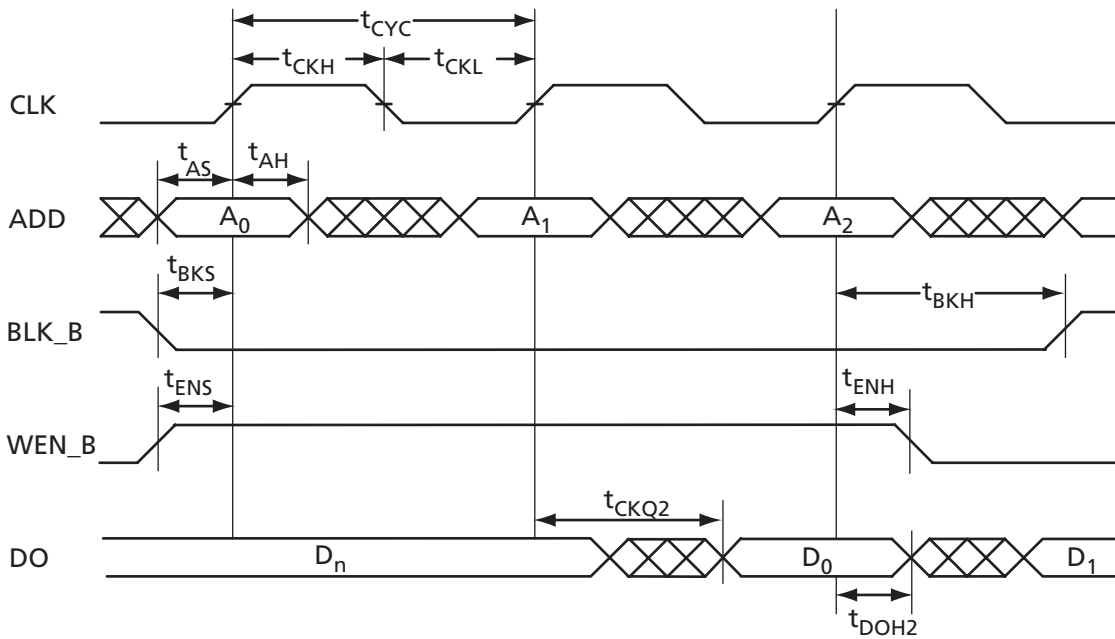 tCYC
tCKH tCKL
CLK
tAS tAH
ADD A0 A1 A2
tBKS tBKH
BLK_B
tENS tENH
WEN_B
tCKQ2
DO Dn D0 D1
tDOH2